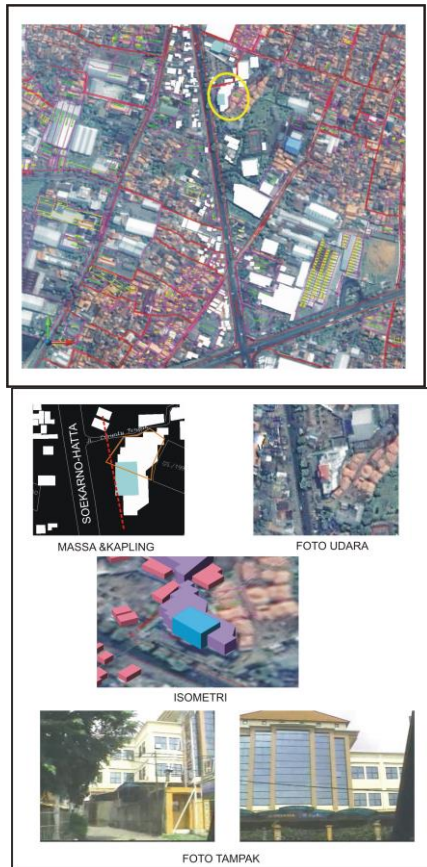 SOEKARNO-HATTA
MASSA &KAPLING
FOTO UDARA
ISOMETRI
FOTO TAMPAK